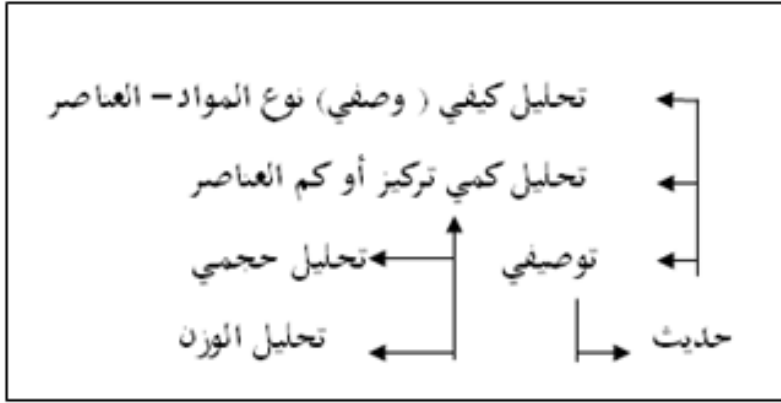 تحليل كيفي ( وصفي) نوع المواد – العناصر
تحليل كمي تركيز أو كم العناصر
توصيفي
تحليل حجمي
حديث
تحليل الوزن